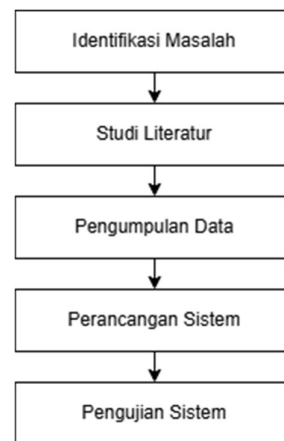 Identifikasi Masalah
Studi Literatur
Pengumpulan Data
Perancangan Sistem
Pengujian Sistem